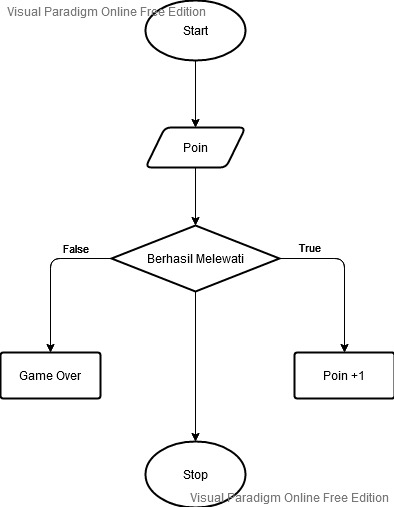 Visual Paradigm Online Free Edition
Start
Poin
False
True
Berhasil Melewati
Game Over
Poin +1
Stop
Visual Paradigm Online Free Edition